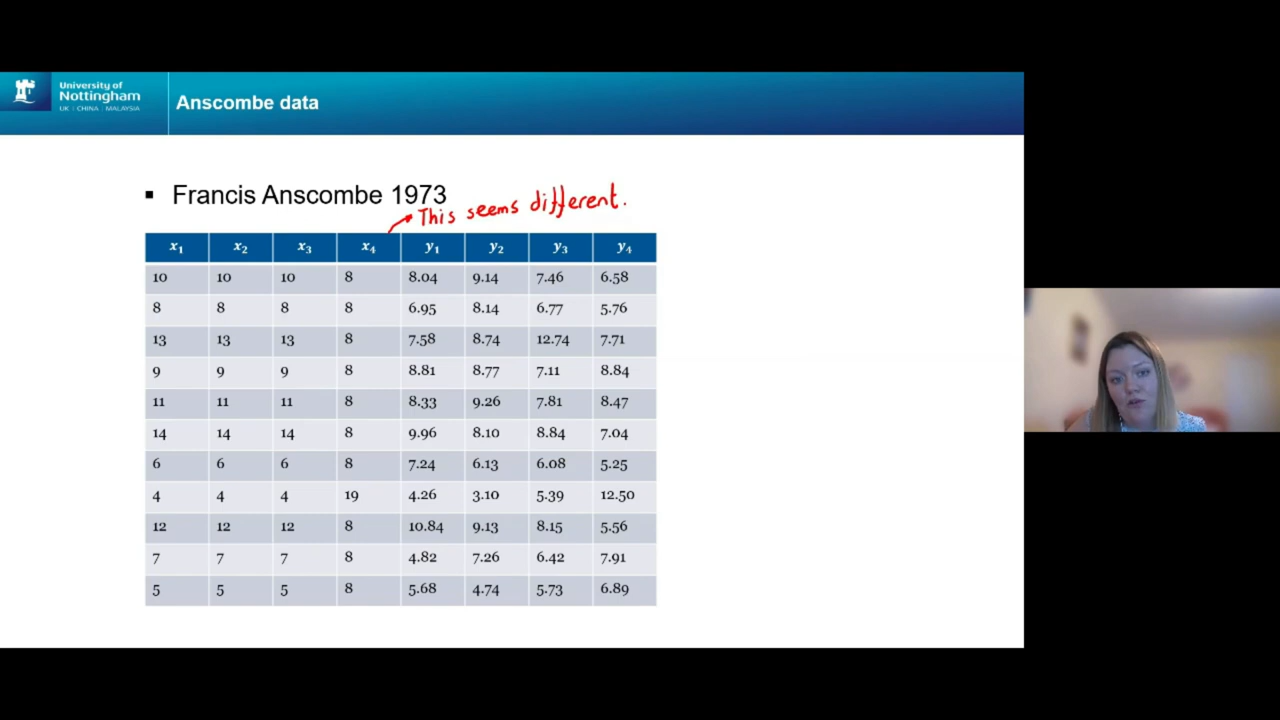 University of
Nottingham
UK | CHINA | MALAYSIA
Anscombe data
▪ Francis Anscombe 1973
This seems different.
x₁ x₂ x₃ x₄ y₁ y₂ y₃ y₄
10 10 10 8 8.04 9.14 7.46 6.58
8 8 8 8 6.95 8.14 6.77 5.76
13 13 13 8 7.58 8.74 12.74 7.71
9 9 9 8 8.81 8.77 7.11 8.84
11 11 11 8 8.33 9.26 7.81 8.47
14 14 14 8 9.96 8.10 8.84 7.04
6 6 6 8 7.24 6.13 6.08 5.25
4 4 4 19 4.26 3.10 5.39 12.50
12 12 12 8 10.84 9.13 8.15 5.56
7 7 7 8 4.82 7.26 6.42 7.91
5 5 5 8 5.68 4.74 5.73 6.89